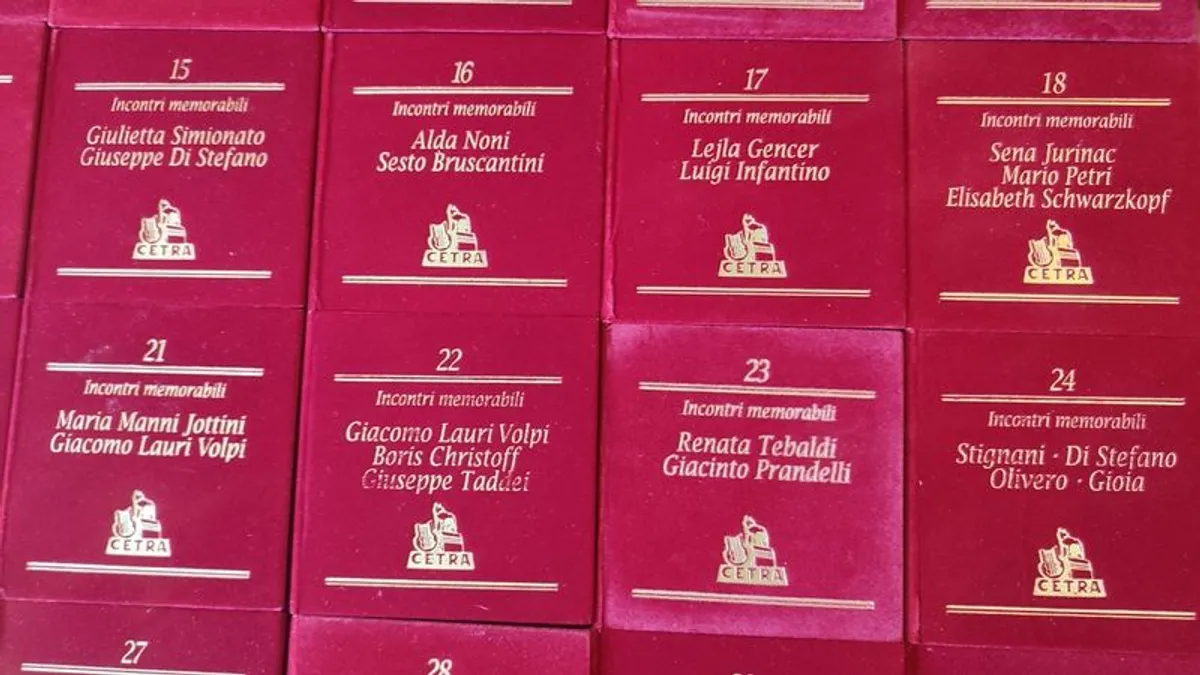 15
Incontri memorabili
Giulietta Simionato
Giuseppe Di Stefano
CETRA
16
Incontri memorabili
Alda Noni
Sesto Bruscantini
CETRA
17
Incontri memorabili
Lejla Gencer
Luigi Infantino
CETRA
18
Incontri memorabili
Sena Jurinac
Mario Petri
Elisabeth Schwarzkopf
CETRA
21
Incontri memorabili
Maria Manni Jottini
Giacomo Lauri Volpi
CETRA
22
Incontri memorabili
Giacomo Lauri Volpi
Boris Christoff
Giuseppe Taddei
CETRA
23
Incontri memorabili
Renata Tebaldi
Giacinto Prandelli
CETRA
24
Incontri memorabili
Stignani · Di Stefano
Olivero · Gioia
CETRA
27
28